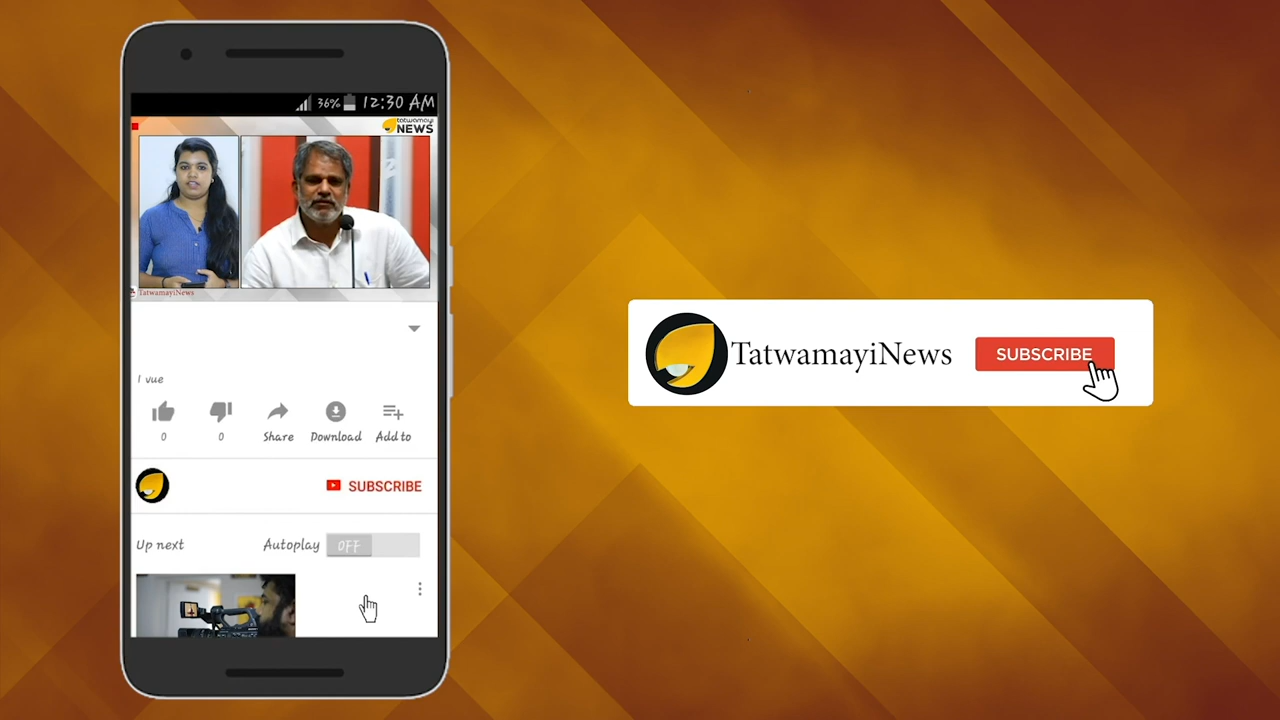 36% 12:30 AM
tatwamayi
NEWS
TatwamayiNews
1 vue
0 0 Share Download Add to
SUBSCRIBE
Up next Autoplay OFF
TatwamayiNews SUBSCRIBE